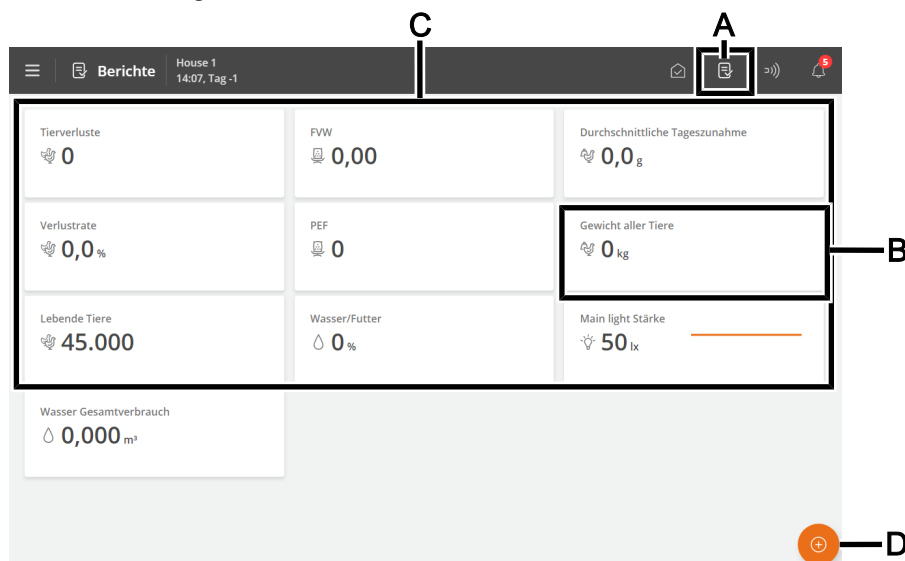 C
A
Berichte
House 1
14:07, Tag -1
5
Tierverluste
0
FVW
0,00
Durchschnittliche Tageszunahme
0,0 g
Verlustrate
0,0 %
PEF
0
Gewicht aller Tiere
0 kg
B
Lebende Tiere
45.000
Wasser/Futter
0 %
Main light Stärke
50 lx
Wasser Gesamtverbrauch
0,000 m³
D